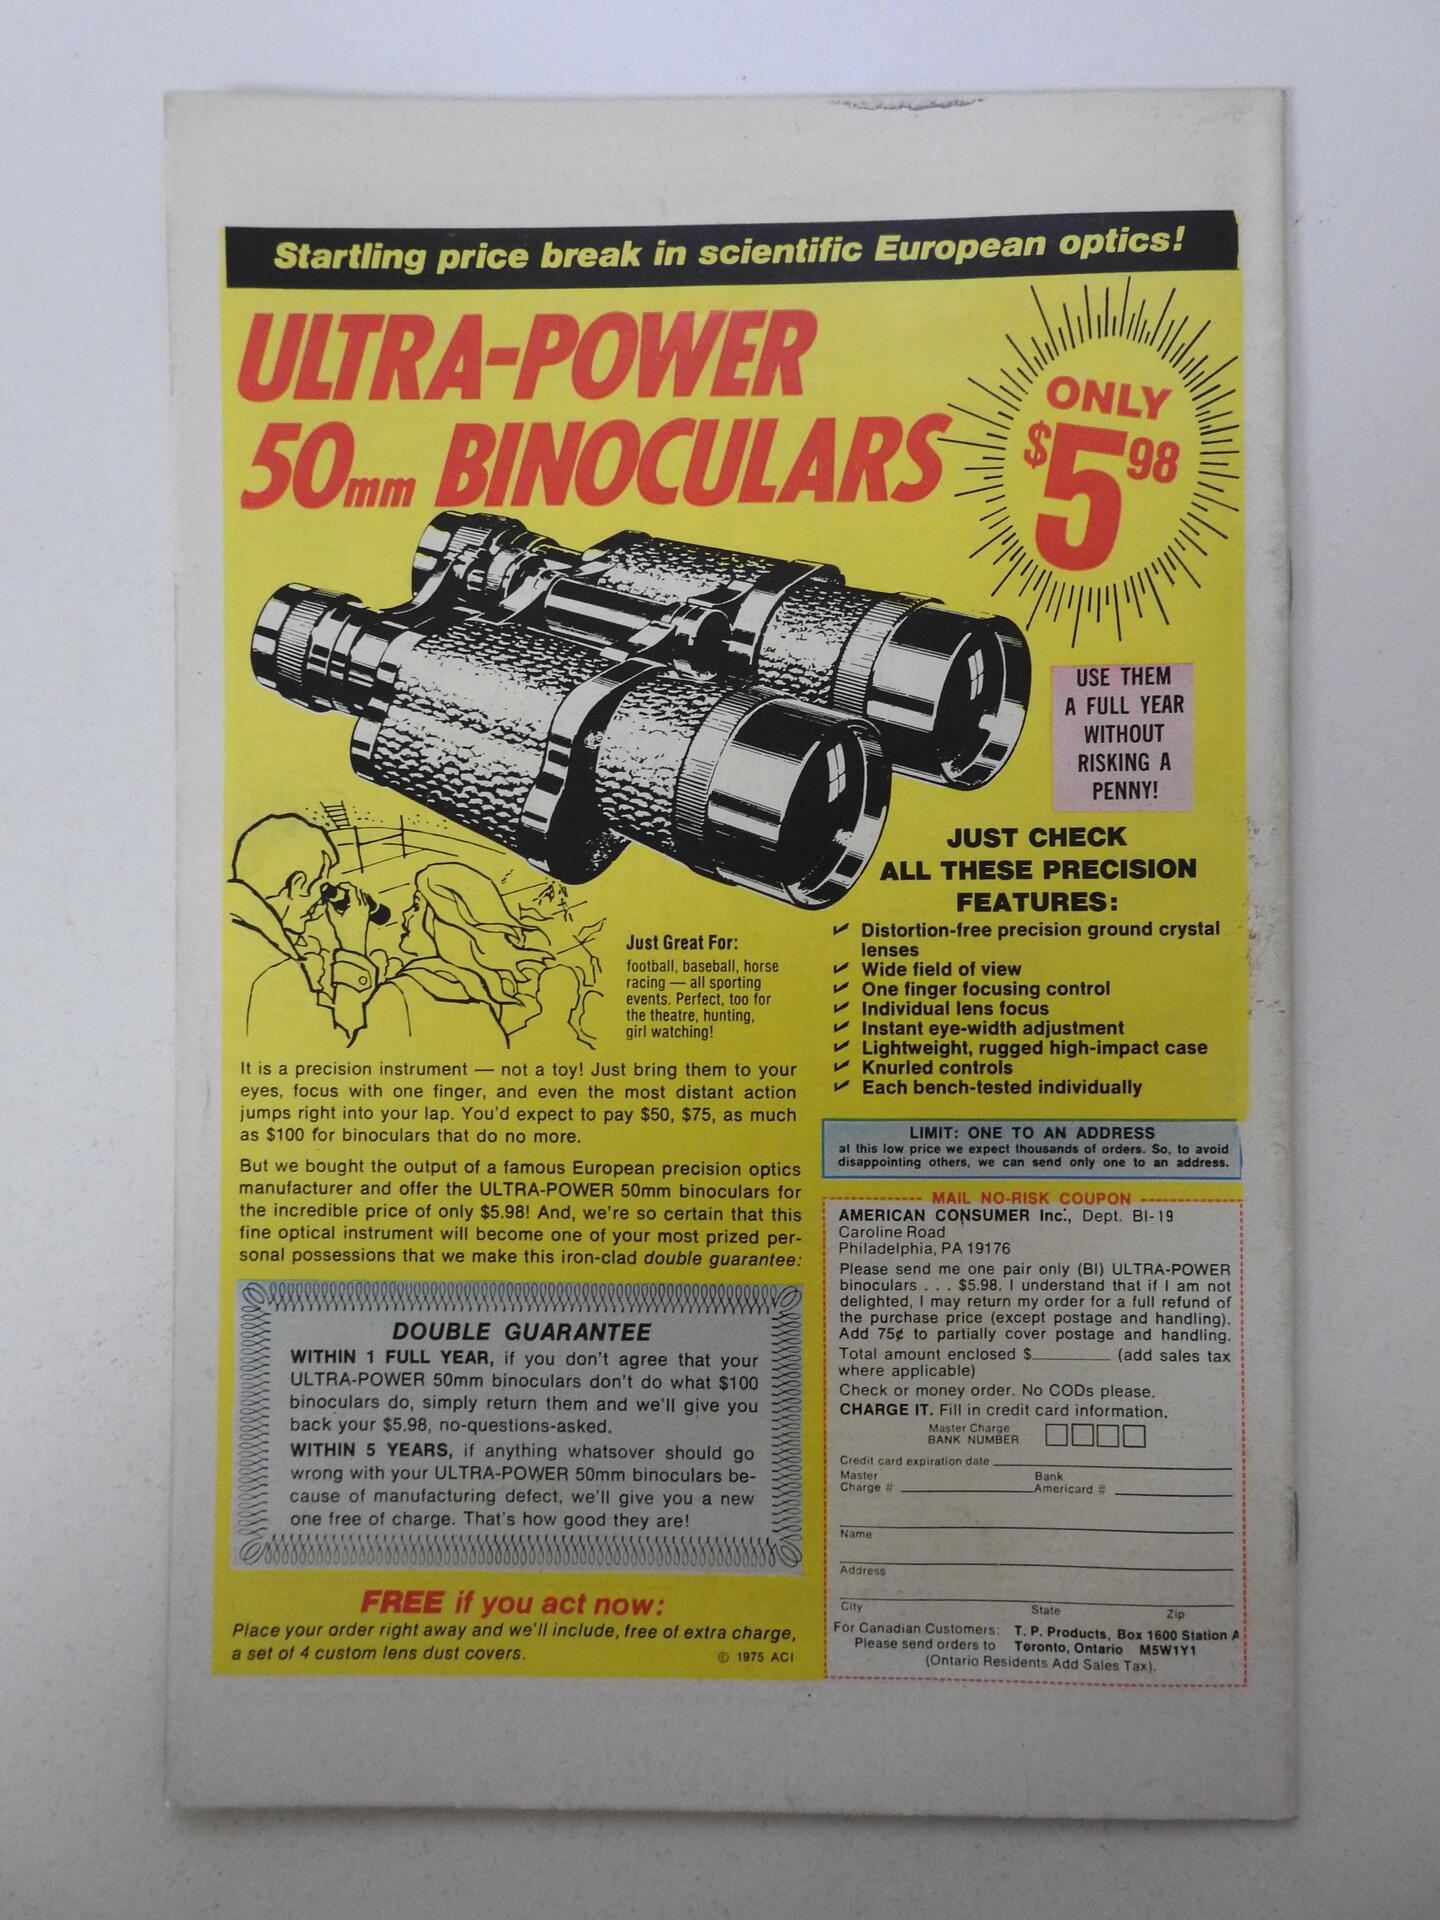 Startling price break in scientific European optics!
ULTRA-POWER
50mm BINOCULARS
ONLY
$5 98
USE THEM
A FULL YEAR
WITHOUT
RISKING A
PENNY!
JUST CHECK
ALL THESE PRECISION
FEATURES:
✓ Distortion-free precision ground crystal
lenses
✓ Wide field of view
✓ One finger focusing control
✓ Individual lens focus
✓ Instant eye-width adjustment
✓ Lightweight, rugged high-impact case
✓ Knurled controls
✓ Each bench-tested individually
Just Great For:
football, baseball, horse
racing — all sporting
events. Perfect, too for
the theatre, hunting,
girl watching!
It is a precision instrument — not a toy! Just bring them to your
eyes, focus with one finger, and even the most distant action
jumps right into your lap. You'd expect to pay $50, $75, as much
as $100 for binoculars that do no more.
But we bought the output of a famous European precision optics
manufacturer and offer the ULTRA-POWER 50mm binoculars for
the incredible price of only $5.98! And, we're so certain that this
fine optical instrument will become one of your most prized per-
sonal possessions that we make this iron-clad double guarantee:
DOUBLE GUARANTEE
WITHIN 1 FULL YEAR, if you don't agree that your
ULTRA-POWER 50mm binoculars don't do what $100
binoculars do, simply return them and we'll give you
back your $5.98, no-questions-asked.
WITHIN 5 YEARS, if anything whatsover should go
wrong with your ULTRA-POWER 50mm binoculars be-
cause of manufacturing defect, we'll give you a new
one free of charge. That's how good they are!
FREE if you act now:
Place your order right away and we'll include, free of extra charge,
a set of 4 custom lens dust covers.
© 1975 ACI
LIMIT: ONE TO AN ADDRESS
at this low price we expect thousands of orders. So, to avoid
disappointing others, we can send only one to an address.
MAIL NO-RISK COUPON
AMERICAN CONSUMER Inc., Dept. BI-19
Caroline Road
Philadelphia, PA 19176
Please send me one pair only (BI) ULTRA-POWER
binoculars . . . $5.98. I understand that if I am not
delighted, I may return my order for a full refund of
the purchase price (except postage and handling).
Add 75¢ to partially cover postage and handling.
Total amount enclosed $________ (add sales tax
where applicable)
Check or money order. No CODs please.
CHARGE IT. Fill in credit card information.
Master Charge
BANK NUMBER
Credit card expiration date
Master Bank
Charge # Americard #
Name
Address
City State Zip
For Canadian Customers: T. P. Products, Box 1600 Station A
Please send orders to Toronto, Ontario M5W1Y1
(Ontario Residents Add Sales Tax).